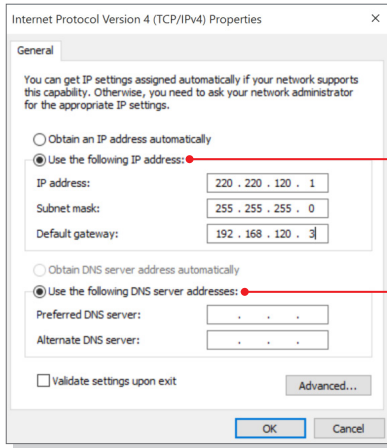 Internet Protocol Version 4 (TCP/IPv4) Properties
General
You can get IP settings assigned automatically if your network supports
this capability. Otherwise, you need to ask your network administrator
for the appropriate IP settings.
Obtain an IP address automatically
Use the following IP address:
IP address: 220 . 220 . 120 . 1
Subnet mask: 255 . 255 . 255 . 0
Default gateway: 192 . 168 . 120 . 3
Obtain DNS server address automatically
Use the following DNS server addresses:
Preferred DNS server: . . .
Alternate DNS server: . . .
Validate settings upon exit
Advanced...
OK Cancel